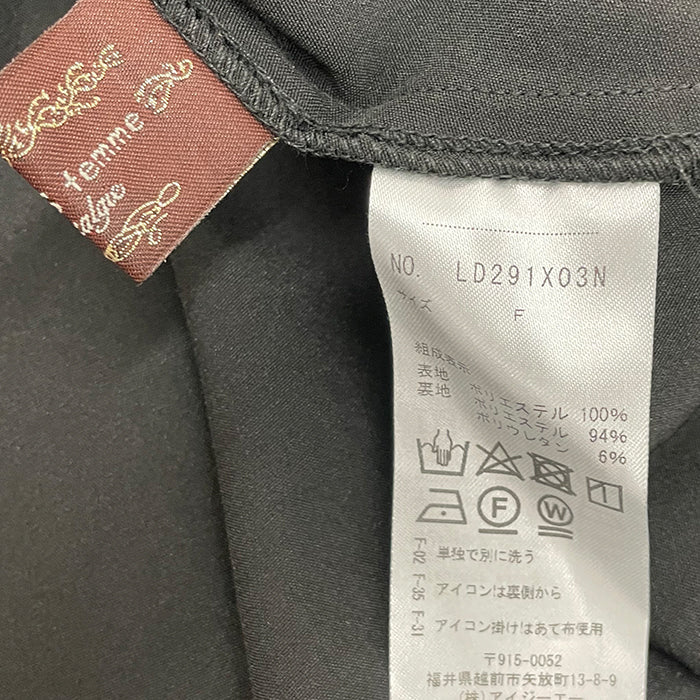 femme
NO. LD291X03N
サイズ F
組成表示
表地 ポリエステル 100%
裏地 ポリエステル 94%
ポリウレタン 6%
1
F W
F-02 単独で別に洗う
F-35 アイコンは裏側から
F-31 アイコン掛けはあて布使用
〒915-0052
福井県越前市矢放町13-8-9
(株)アイジーエー